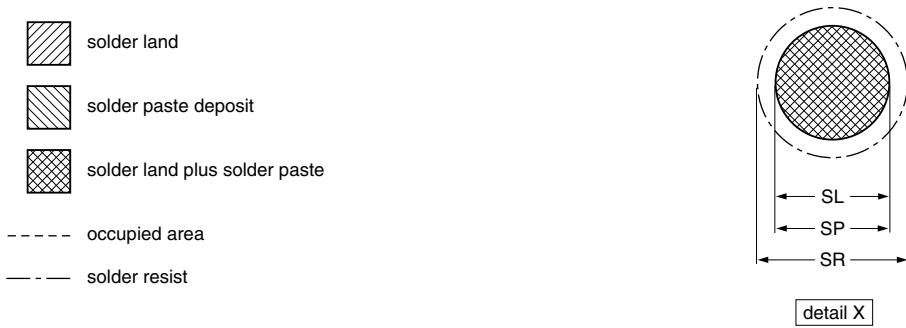 solder land
solder paste deposit
solder land plus solder paste
occupied area
solder resist
SL
SP
SR
detail X